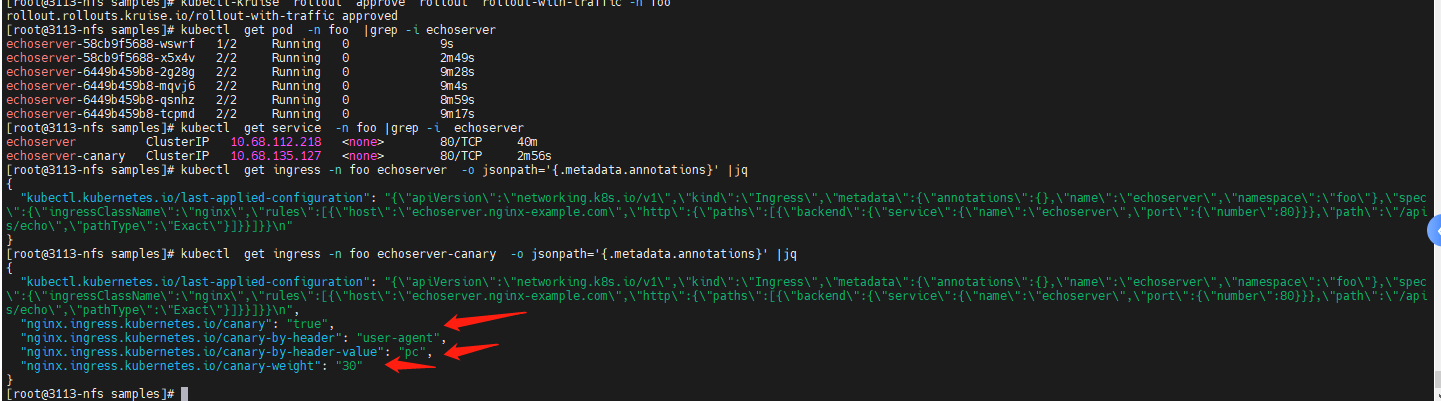 [root@3113-nfs samples]# kubectl-kruise  rollout  approve  rollout  rollout-with-traffic -n foo
rollout.rollouts.kruise.io/rollout-with-traffic approved
[root@3113-nfs samples]# kubectl  get pod  -n foo  |grep -i echoserver
echoserver-58cb9f5688-wswrf   1/2     Running   0             9s
echoserver-58cb9f5688-x5x4v   2/2     Running   0             2m49s
echoserver-6449b459b8-2g28g   2/2     Running   0             9m28s
echoserver-6449b459b8-mqvj6   2/2     Running   0             9m4s
echoserver-6449b459b8-qsnhz   2/2     Running   0             8m59s
echoserver-6449b459b8-tcpmd   2/2     Running   0             9m17s
[root@3113-nfs samples]# kubectl  get service  -n foo |grep -i  echoserver
echoserver          ClusterIP   10.68.112.218   <none>        80/TCP     40m
echoserver-canary   ClusterIP   10.68.135.127   <none>        80/TCP     2m56s
[root@3113-nfs samples]# kubectl  get ingress -n foo echoserver  -o jsonpath='{.metadata.annotations}' |jq
{
  "kubectl.kubernetes.io/last-applied-configuration": "{\"apiVersion\":\"networking.k8s.io/v1\",\"kind\":\"Ingress\",\"metadata\":{\"annotations\":{},\"name\":\"echoserver\",\"namespace\":\"foo\"},\"spec
\":{\"ingressClassName\":\"nginx\",\"rules\":[{\"host\":\"echoserver.nginx-example.com\",\"http\":{\"paths\":[{\"backend\":{\"service\":{\"name\":\"echoserver\",\"port\":{\"number\":80}}},\"path\":\"/api
s/echo\",\"pathType\":\"Exact\"}]}}]}}\n"
}
[root@3113-nfs samples]# kubectl  get ingress -n foo echoserver-canary  -o jsonpath='{.metadata.annotations}' |jq
{
  "kubectl.kubernetes.io/last-applied-configuration": "{\"apiVersion\":\"networking.k8s.io/v1\",\"kind\":\"Ingress\",\"metadata\":{\"annotations\":{},\"name\":\"echoserver\",\"namespace\":\"foo\"},\"spec
\":{\"ingressClassName\":\"nginx\",\"rules\":[{\"host\":\"echoserver.nginx-example.com\",\"http\":{\"paths\":[{\"backend\":{\"service\":{\"name\":\"echoserver\",\"port\":{\"number\":80}}},\"path\":\"/api
s/echo\",\"pathType\":\"Exact\"}]}}]}}\n",
  "nginx.ingress.kubernetes.io/canary": "true",
  "nginx.ingress.kubernetes.io/canary-by-header": "user-agent",
  "nginx.ingress.kubernetes.io/canary-by-header-value": "pc",
  "nginx.ingress.kubernetes.io/canary-weight": "30"
}
[root@3113-nfs samples]#